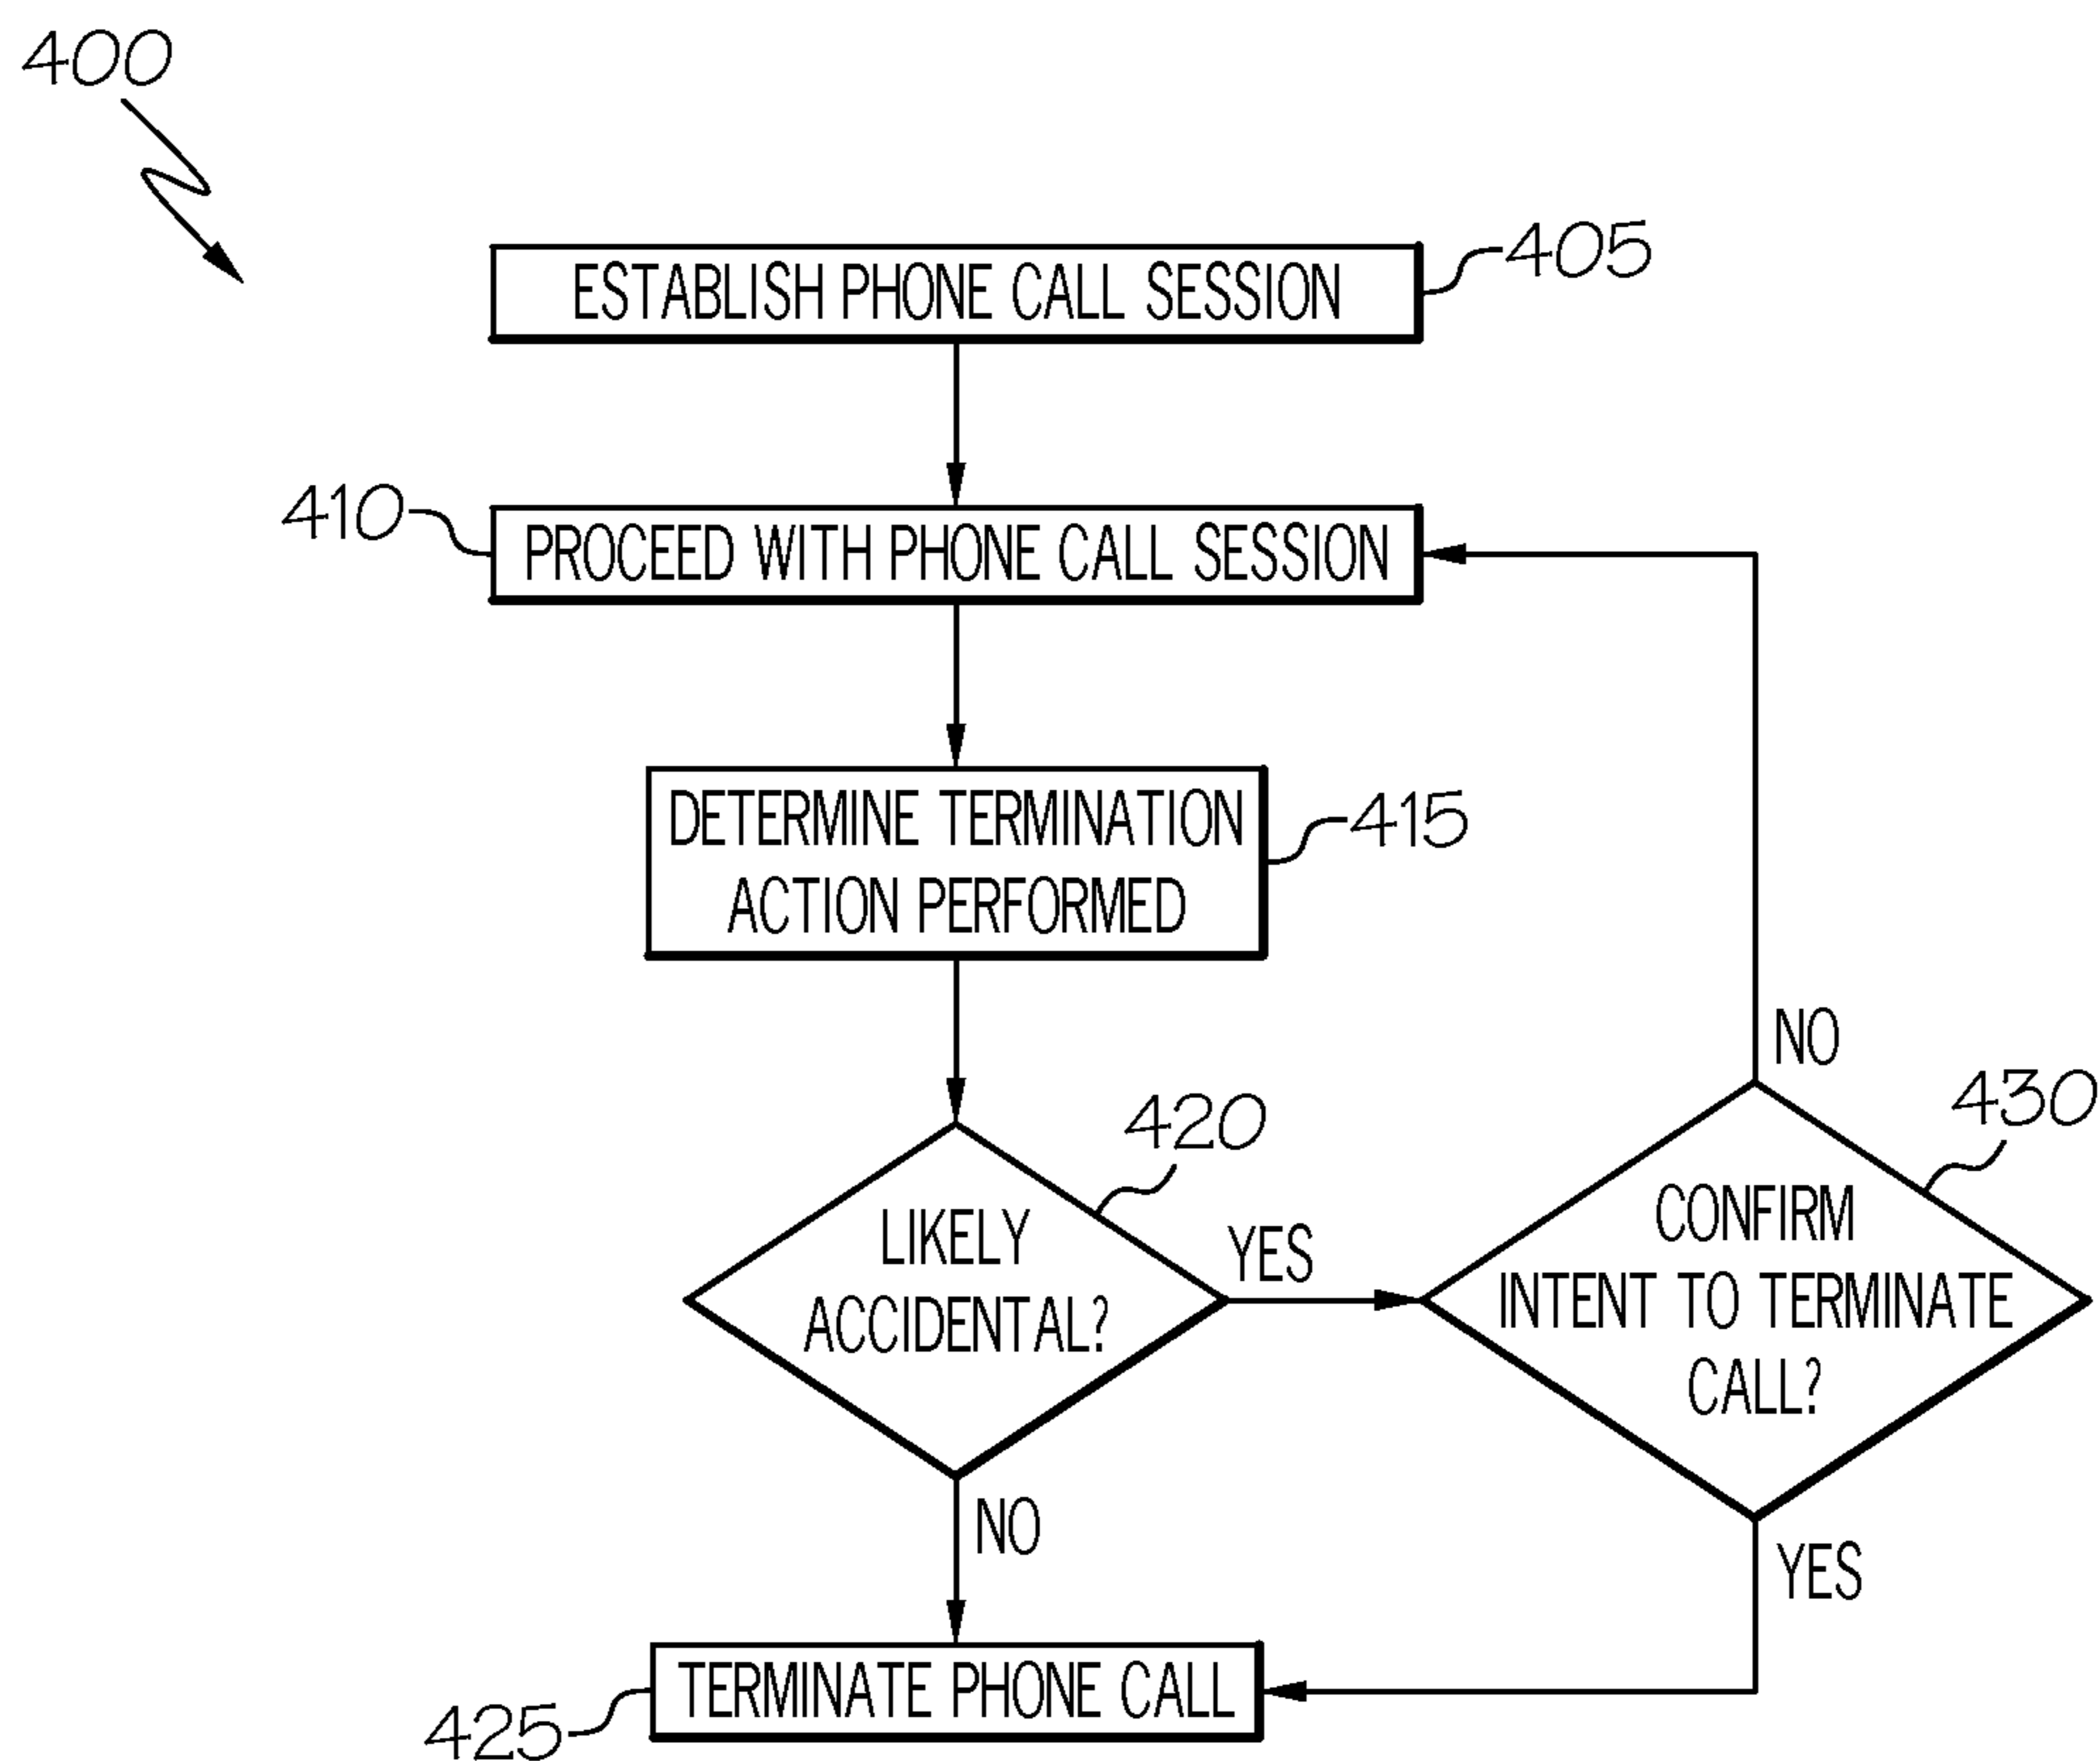 400
ESTABLISH PHONE CALL SESSION
405
410
PROCEED WITH PHONE CALL SESSION
DETERMINE TERMINATION
ACTION PERFORMED
415
420
LIKELY
ACCIDENTAL?
YES
NO
430
CONFIRM
INTENT TO TERMINATE
CALL?
NO
YES
TERMINATE PHONE CALL
425